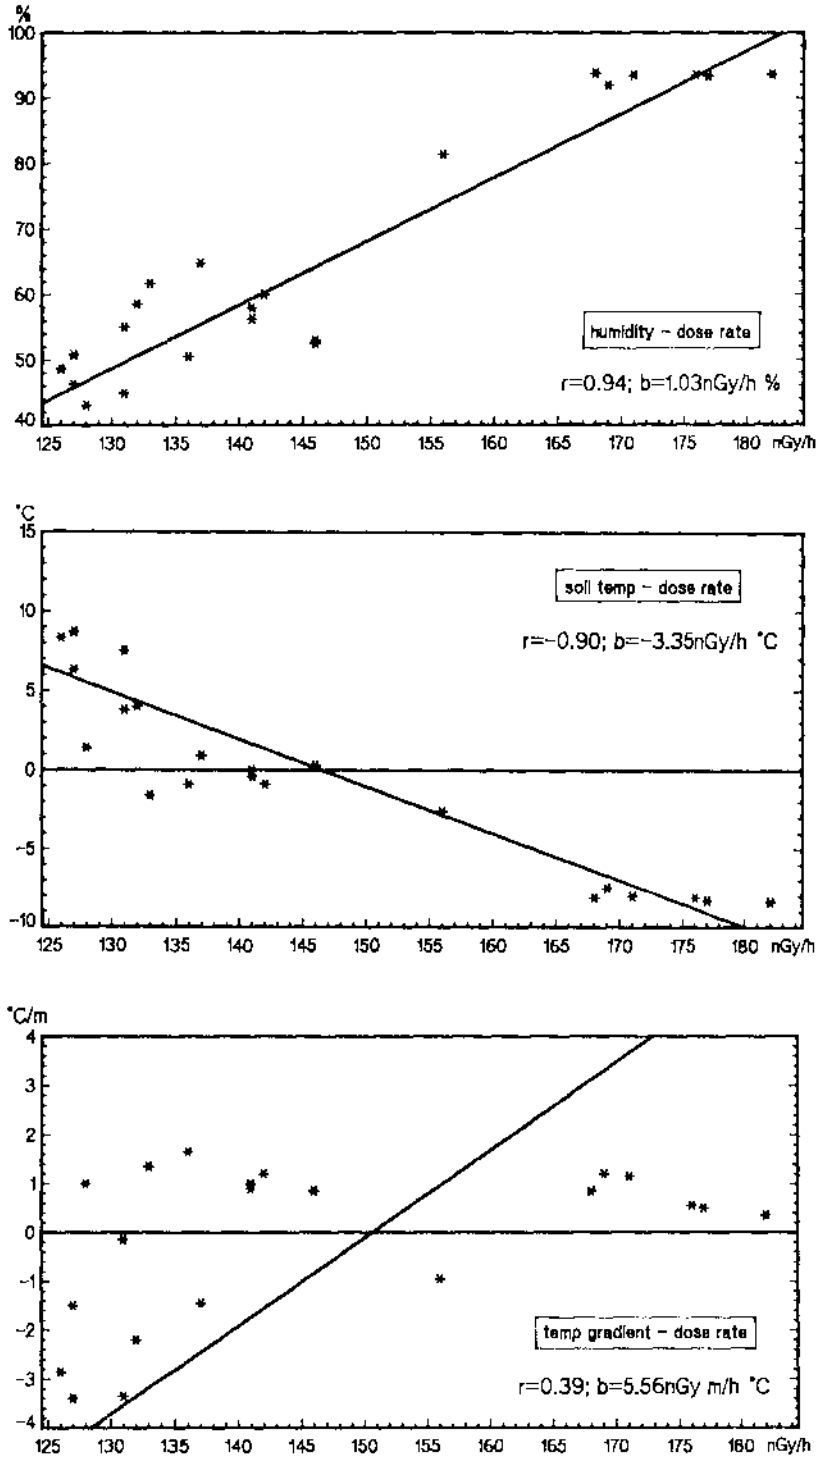 %
100
90
80
70
60
50
40
humidity – dose rate
r=0.94; b=1.03nGy/h %
125 130 135 140 145 150 155 160 165 170 175 180 nGy/h
°C
15
10
5
0
-5
-10
soil temp – dose rate
r=-0.90; b=-3.35nGy/h °C
125 130 135 140 145 150 155 160 165 170 175 180 nGy/h
°C/m
4
3
2
1
0
-1
-2
-3
-4
temp gradient – dose rate
r=0.39; b=5.56nGy m/h °C
125 130 135 140 145 150 155 160 165 170 175 180 nGy/h